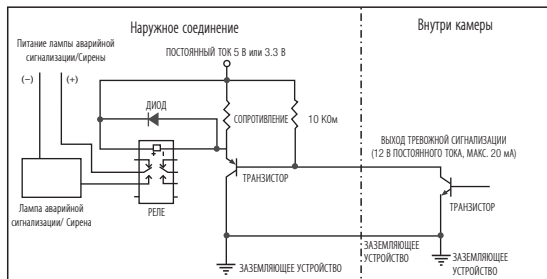 Наружное соединение
Внутри камеры
Питание лампы аварийной
сигнализации/Сирены
(–)
(+)
ПОСТОЯННЫЙ ТОК 5 В или 3.3 В
ДИОД
СОПРОТИВЛЕНИЕ
10 КОм
ВЫХОД ТРЕВОЖНОЙ СИГНАЛИЗАЦИИ
(12 В ПОСТОЯННОГО ТОКА, МАКС. 20 мА)
ТРАНЗИСТОР
ТРАНЗИСТОР
Лампа аварийной
сигнализации/ Сирена
РЕЛЕ
ЗАЗЕМЛЯЮЩЕЕ УСТРОЙСТВО
ЗАЗЕМЛЯЮЩЕЕ
УСТРОЙСТВО
ЗАЗЕМЛЯЮЩЕЕ
УСТРОЙСТВО